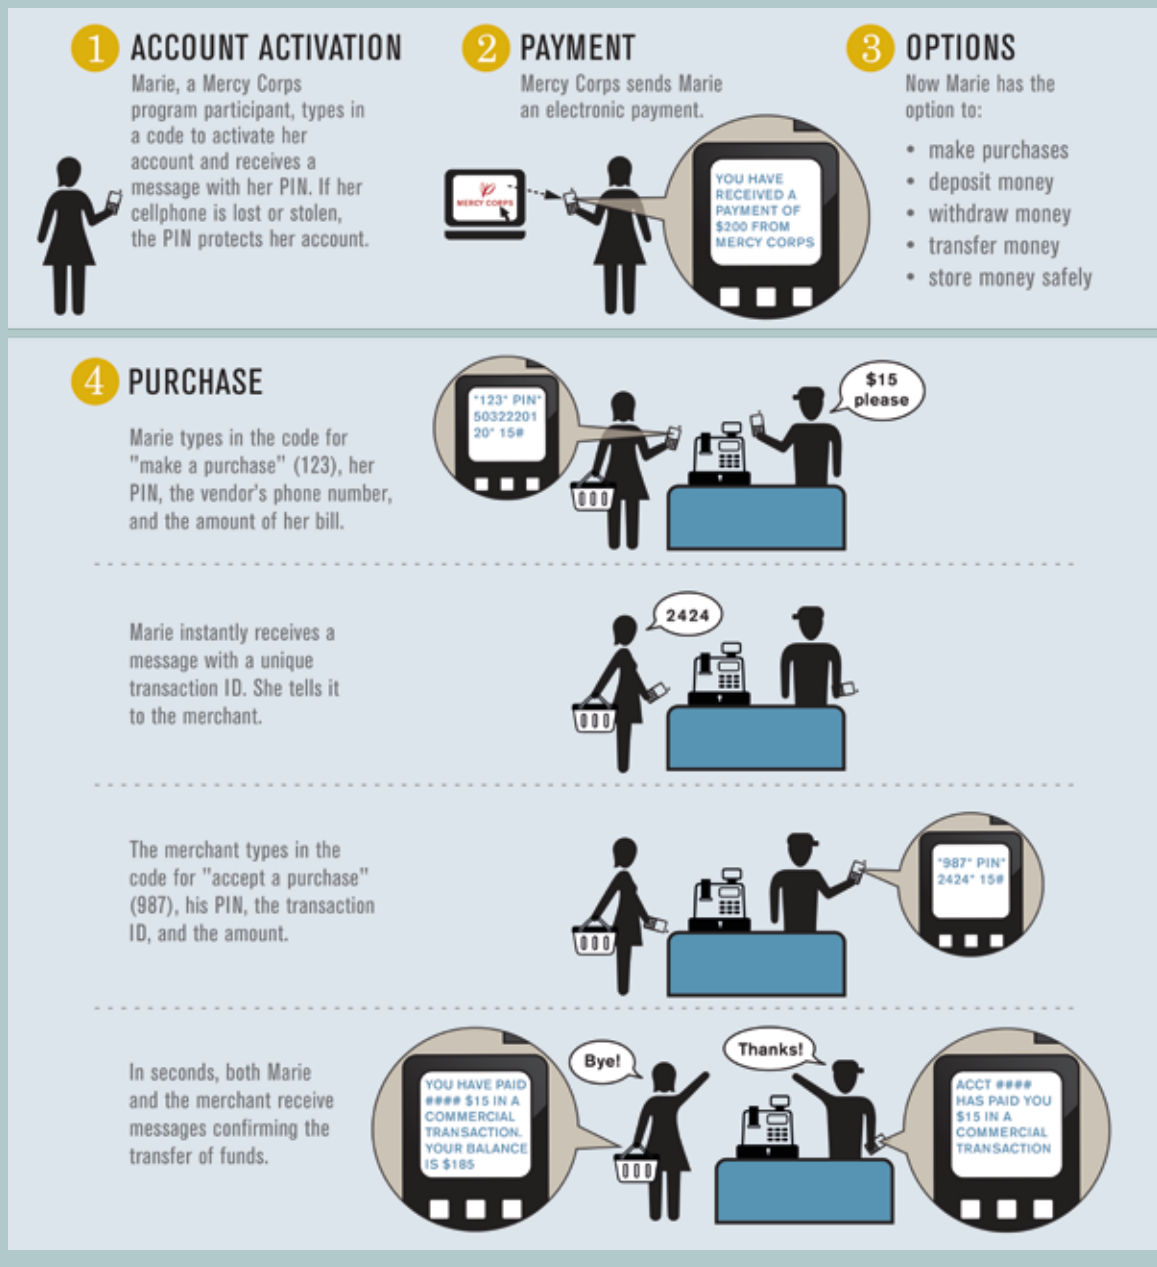 1 ACCOUNT ACTIVATION
Marie, a Mercy Corps
program participant, types in
a code to activate her
account and receives a
message with her PIN. If her
cellphone is lost or stolen,
the PIN protects her account.
2 PAYMENT
Mercy Corps sends Marie
an electronic payment.
MERCY CORPS
YOU HAVE
RECEIVED A
PAYMENT OF
$200 FROM
MERCY CORPS
3 OPTIONS
Now Marie has the
option to:
• make purchases
• deposit money
• withdraw money
• transfer money
• store money safely
4 PURCHASE
Marie types in the code for
"make a purchase" (123), her
PIN, the vendor's phone number,
and the amount of her bill.
*123* PIN*
50322201
20* 15#
$15
please
Marie instantly receives a
message with a unique
transaction ID. She tells it
to the merchant.
2424
The merchant types in the
code for "accept a purchase"
(987), his PIN, the transaction
ID, and the amount.
*987* PIN*
2424* 15#
In seconds, both Marie
and the merchant receive
messages confirming the
transfer of funds.
YOU HAVE PAID
#### $15 IN A
COMMERCIAL
TRANSACTION.
YOUR BALANCE
IS $185
Bye!
Thanks!
ACCT ####
HAS PAID YOU
$15 IN A
COMMERCIAL
TRANSACTION